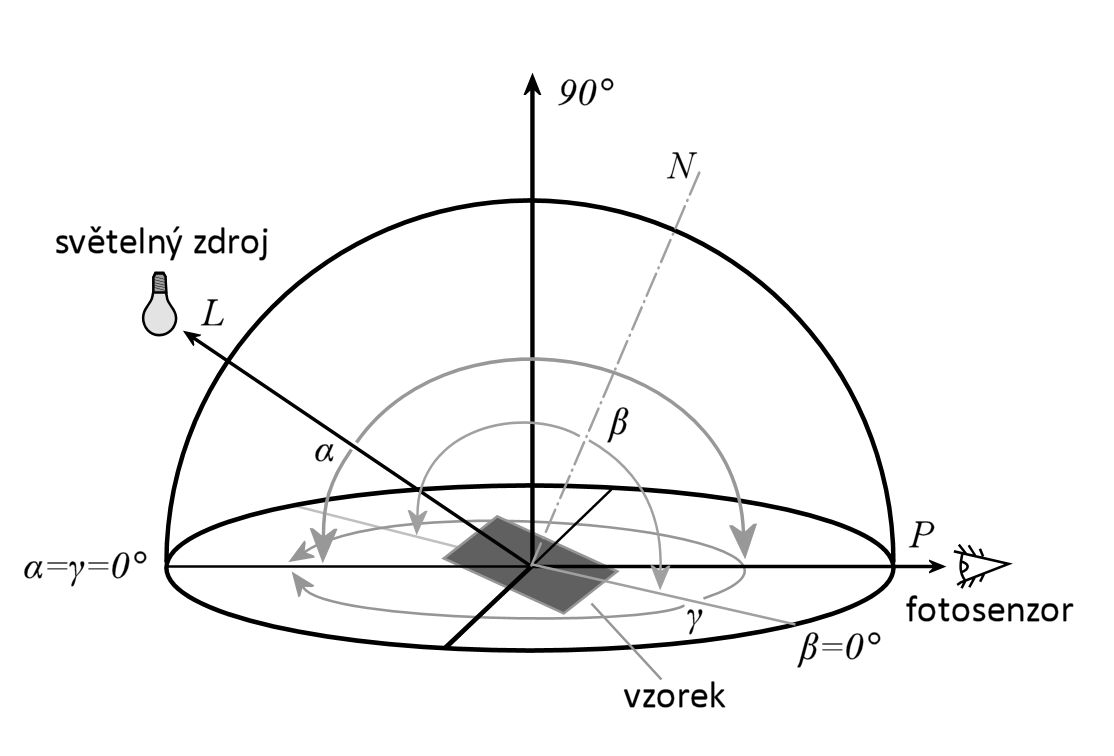 90°
N
světelný zdroj
L
β
α
P
α=γ=0°
fotosenzor
γ
β=0°
vzorek